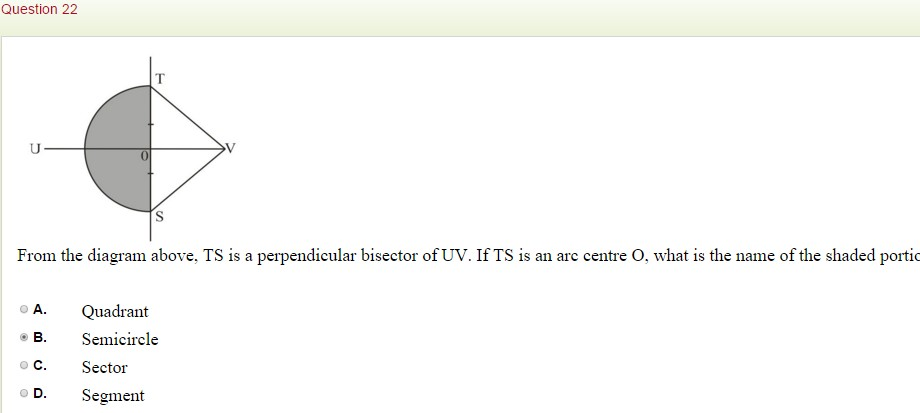 Question 22
T
U
0
V
S
From the diagram above, TS is a perpendicular bisector of UV. If TS is an arc centre O, what is the name of the shaded
A. Quadrant
B. Semicircle
C. Sector
D. Segment